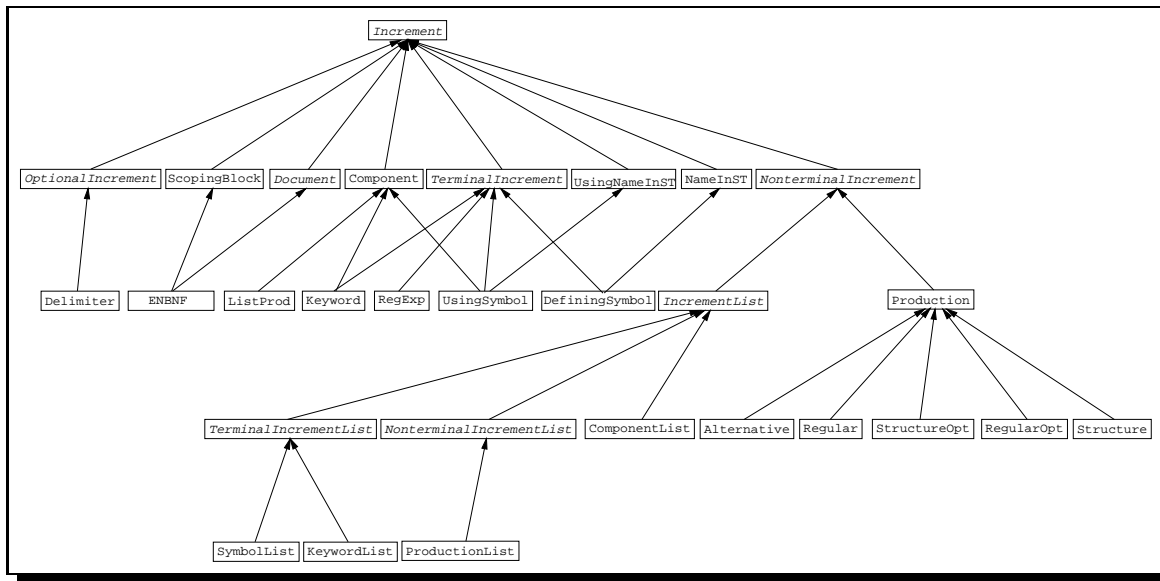 Increment
OptionalIncrement ScopingBlock Document Component TerminalIncrement UsingNameInST NameInST NonterminalIncrement
Delimiter ENBNF ListProd Keyword RegExp UsingSymbol DefiningSymbol IncrementList Production
TerminalIncrementList NonterminalIncrementList ComponentList Alternative Regular StructureOpt RegularOpt Structure
SymbolList KeywordList ProductionList